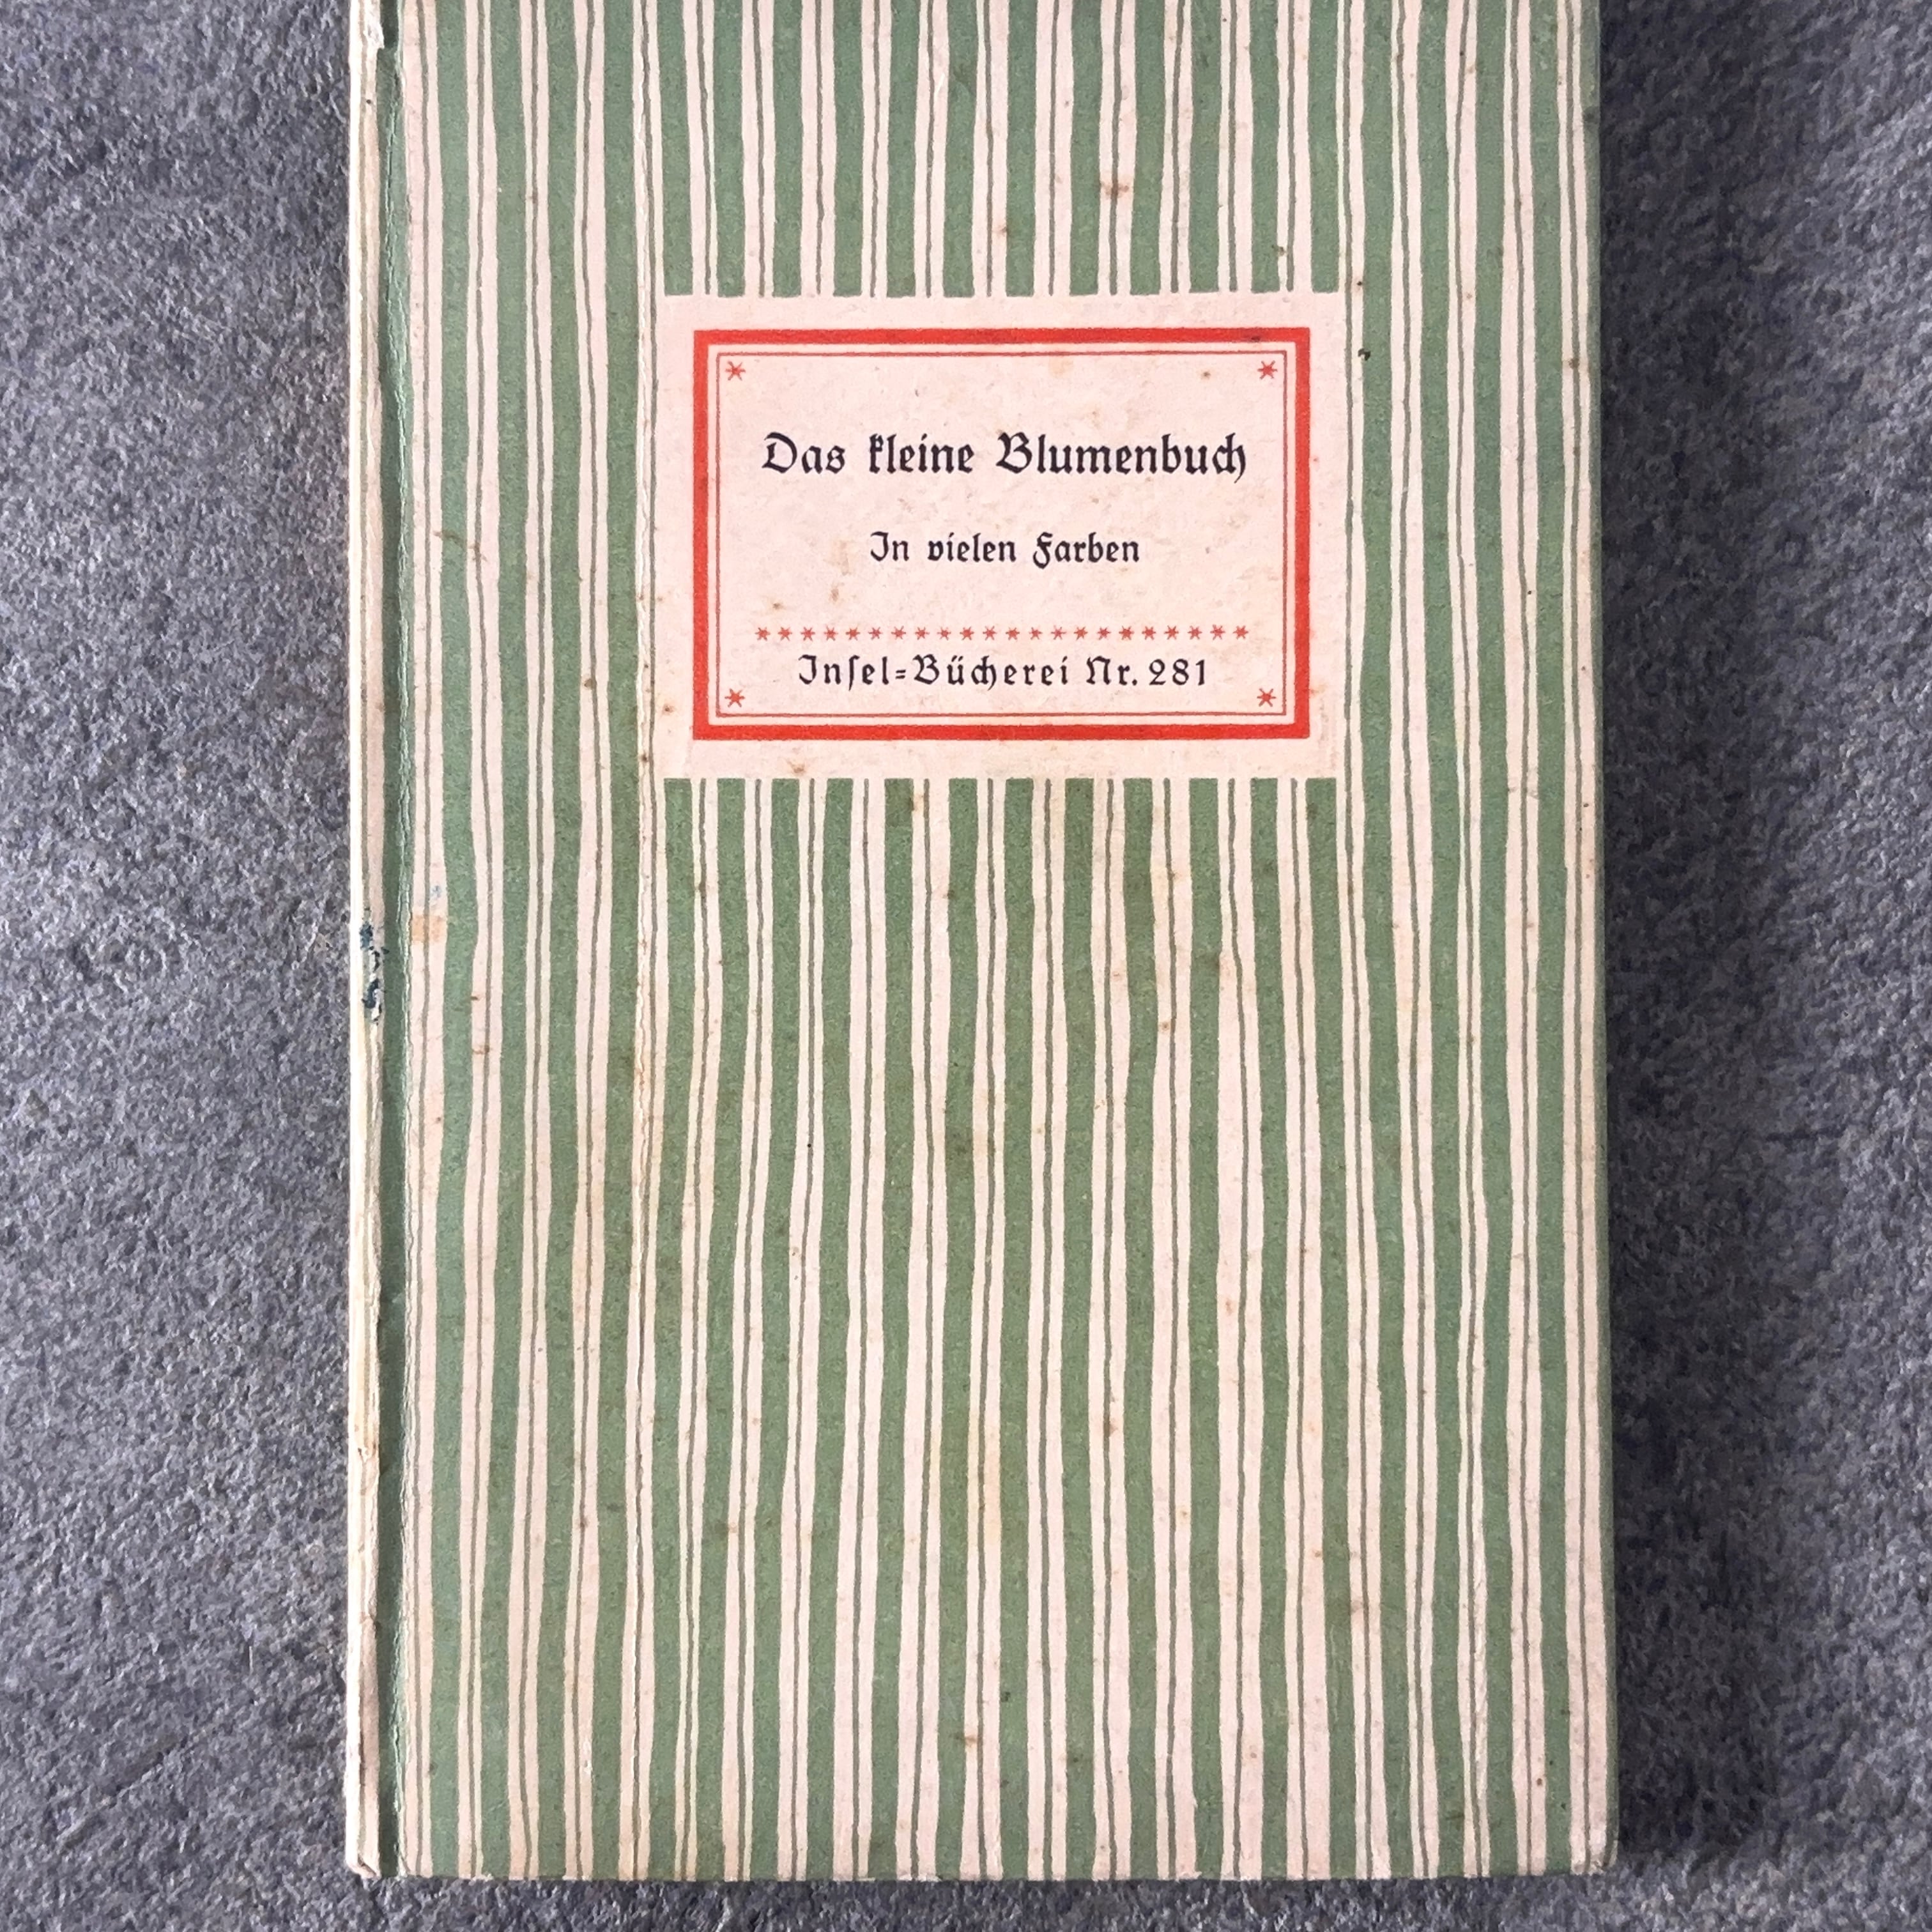 Das kleine Blumenbuch
In vielen Farben
Inſel-Bücherei Nr. 281